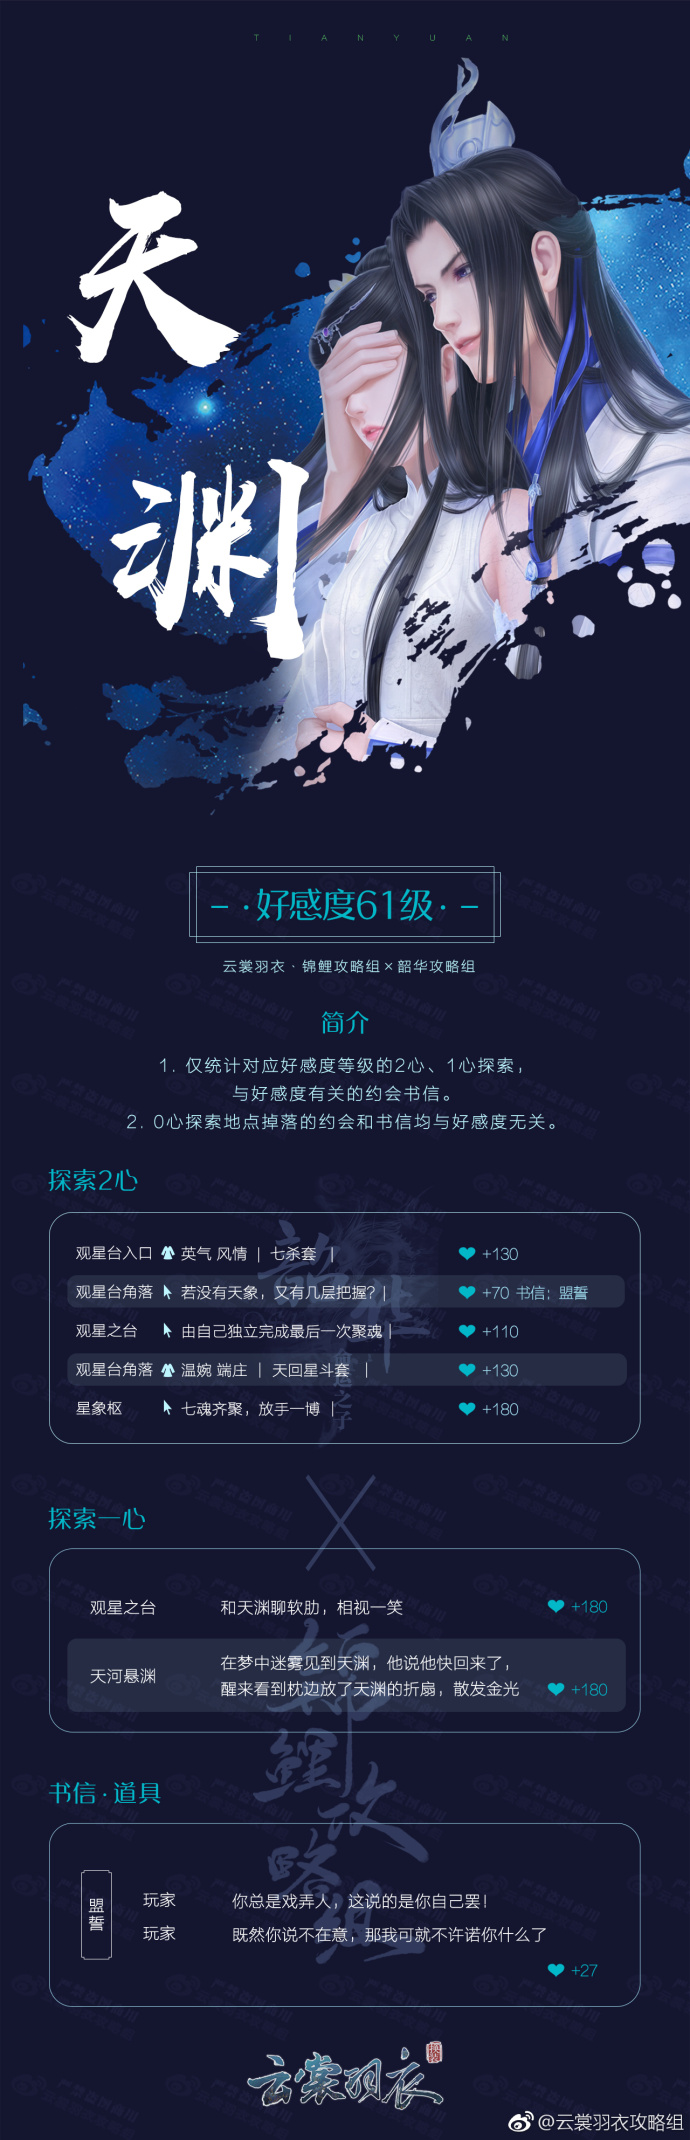 TIANYUAN
天
渊
- ·好感度61级· -
云裳羽衣·锦鲤攻略组×韶华攻略组
简介
1. 仅统计对应好感度等级的2心、1心探索，
与好感度有关的约会书信。
2. 0心探索地点掉落的约会和书信均与好感度无关。
探索2心
观星台入口 英气 风情 | 七杀套 | +130
观星台角落 若没有天象，又有几层把握？| +70 书信：盟誓
观星之台 由自己独立完成最后一次聚魂 | +110
观星台角落 温婉 端庄 | 天回星斗套 | +130
星象枢 七魂齐聚，放手一博 | +180
探索一心
观星之台 和天渊聊软肋，相视一笑 +180
天河悬渊 在梦中迷雾见到天渊，他说他快回来了，
醒来看到枕边放了天渊的折扇，散发金光 +180
书信·道具
盟誓
玩家 你总是戏弄人，这说的是你自己罢！
玩家 既然你说不在意，那我可就不许诺你什么了
+27
锦鲤攻略组
云裳羽衣
@云裳羽衣攻略组